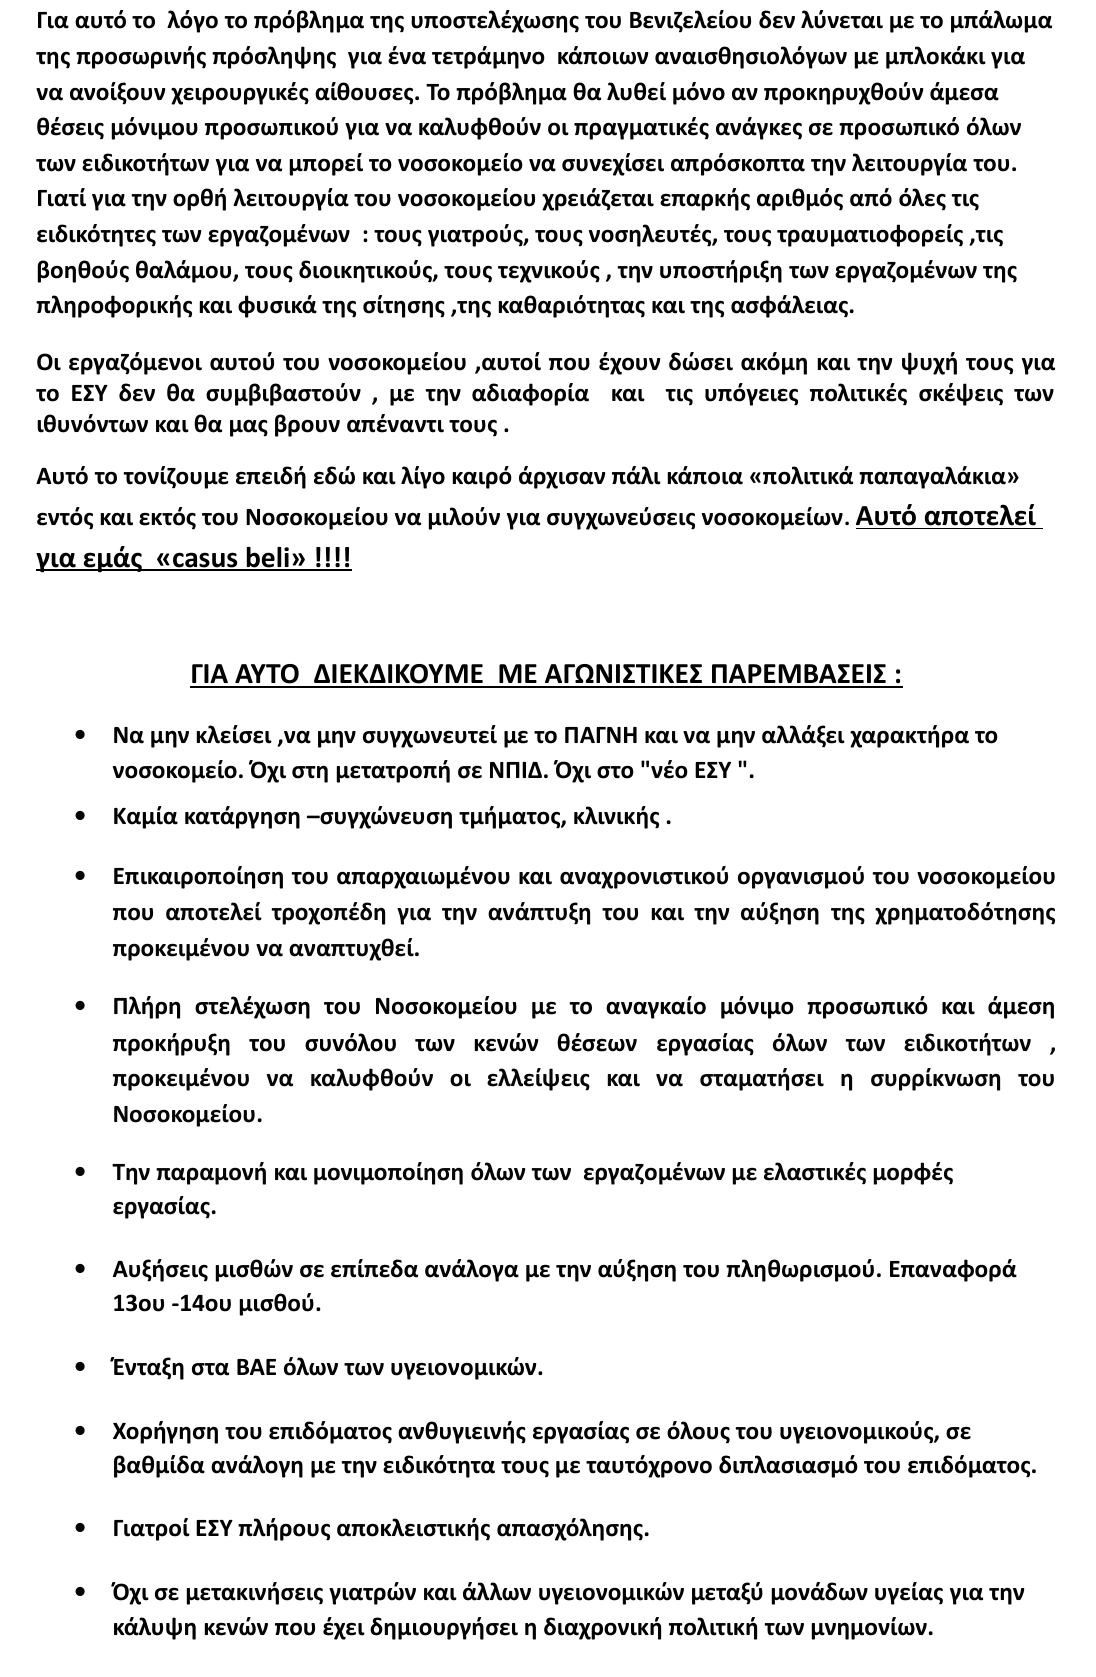 Για αυτό το  λόγο το πρόβλημα της υποστελέχωσης του Βενιζελείου δεν λύνεται με το μπάλωμα
της προσωρινής πρόσληψης  για ένα τετράμηνο  κάποιων αναισθησιολόγων με μπλοκάκι για
να ανοίξουν χειρουργικές αίθουσες. Το πρόβλημα θα λυθεί μόνο αν προκηρυχθούν άμεσα
θέσεις μόνιμου προσωπικού για να καλυφθούν οι πραγματικές ανάγκες σε προσωπικό όλων
των ειδικοτήτων για να μπορεί το νοσοκομείο να συνεχίσει απρόσκοπτα την λειτουργία του.
Γιατί για την ορθή λειτουργία του νοσοκομείου χρειάζεται επαρκής αριθμός από όλες τις
ειδικότητες των εργαζομένων  : τους γιατρούς, τους νοσηλευτές, τους τραυματιοφορείς ,τις
βοηθούς θαλάμου, τους διοικητικούς, τους τεχνικούς , την υποστήριξη των εργαζομένων της
πληροφορικής και φυσικά της σίτησης ,της καθαριότητας και της ασφάλειας.
Οι εργαζόμενοι αυτού του νοσοκομείου ,αυτοί που έχουν δώσει ακόμη και την ψυχή τους για
το ΕΣΥ δεν θα συμβιβαστούν , με την αδιαφορία  και  τις υπόγειες πολιτικές σκέψεις των
ιθυνόντων και θα μας βρουν απέναντι τους .
Αυτό το τονίζουμε επειδή εδώ και λίγο καιρό άρχισαν πάλι κάποια «πολιτικά παπαγαλάκια»
εντός και εκτός του Νοσοκομείου να μιλούν για συγχωνεύσεις νοσοκομείων. Αυτό αποτελεί
για εμάς  «casus beli» !!!!
ΓΙΑ ΑΥΤΟ  ΔΙΕΚΔΙΚΟΥΜΕ  ΜΕ ΑΓΩΝΙΣΤΙΚΕΣ ΠΑΡΕΜΒΑΣΕΙΣ :
• Να μην κλείσει ,να μην συγχωνευτεί με το ΠΑΓΝΗ και να μην αλλάξει χαρακτήρα το
νοσοκομείο. Όχι στη μετατροπή σε ΝΠΙΔ. Όχι στο "νέο ΕΣΥ ".
• Καμία κατάργηση –συγχώνευση τμήματος, κλινικής .
• Επικαιροποίηση του απαρχαιωμένου και αναχρονιστικού οργανισμού του νοσοκομείου
που αποτελεί τροχοπέδη για την ανάπτυξη του και την αύξηση της χρηματοδότησης
προκειμένου να αναπτυχθεί.
• Πλήρη στελέχωση του Νοσοκομείου με το αναγκαίο μόνιμο προσωπικό και άμεση
προκήρυξη του συνόλου των κενών θέσεων εργασίας όλων των ειδικοτήτων ,
προκειμένου να καλυφθούν οι ελλείψεις και να σταματήσει η συρρίκνωση του
Νοσοκομείου.
• Την παραμονή και μονιμοποίηση όλων των  εργαζομένων με ελαστικές μορφές
εργασίας.
• Αυξήσεις μισθών σε επίπεδα ανάλογα με την αύξηση του πληθωρισμού. Επαναφορά
13ου -14ου μισθού.
• Ένταξη στα ΒΑΕ όλων των υγειονομικών.
• Χορήγηση του επιδόματος ανθυγιεινής εργασίας σε όλους του υγειονομικούς, σε
βαθμίδα ανάλογη με την ειδικότητα τους με ταυτόχρονο διπλασιασμό του επιδόματος.
• Γιατροί ΕΣΥ πλήρους αποκλειστικής απασχόλησης.
• Όχι σε μετακινήσεις γιατρών και άλλων υγειονομικών μεταξύ μονάδων υγείας για την
κάλυψη κενών που έχει δημιουργήσει η διαχρονική πολιτική των μνημονίων.